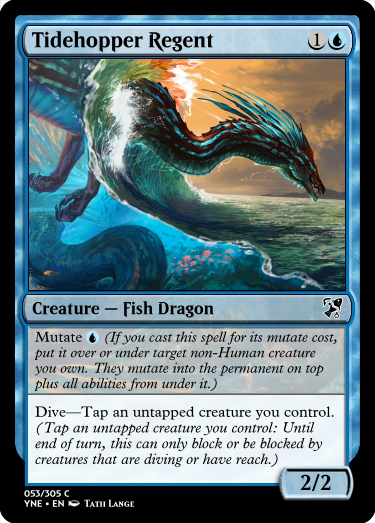 Tidehopper Regent 1
Creature — Fish Dragon
Mutate (If you cast this spell for its mutate cost,
put it over or under target non-Human creature
you own. They mutate into the permanent on top
plus all abilities from under it.)
Dive—Tap an untapped creature you control.
(Tap an untapped creature you control: Until
end of turn, this can only block or be blocked by
creatures that are diving or have reach.)
2/2
053/305 C
YNE • EN Tatii Lange